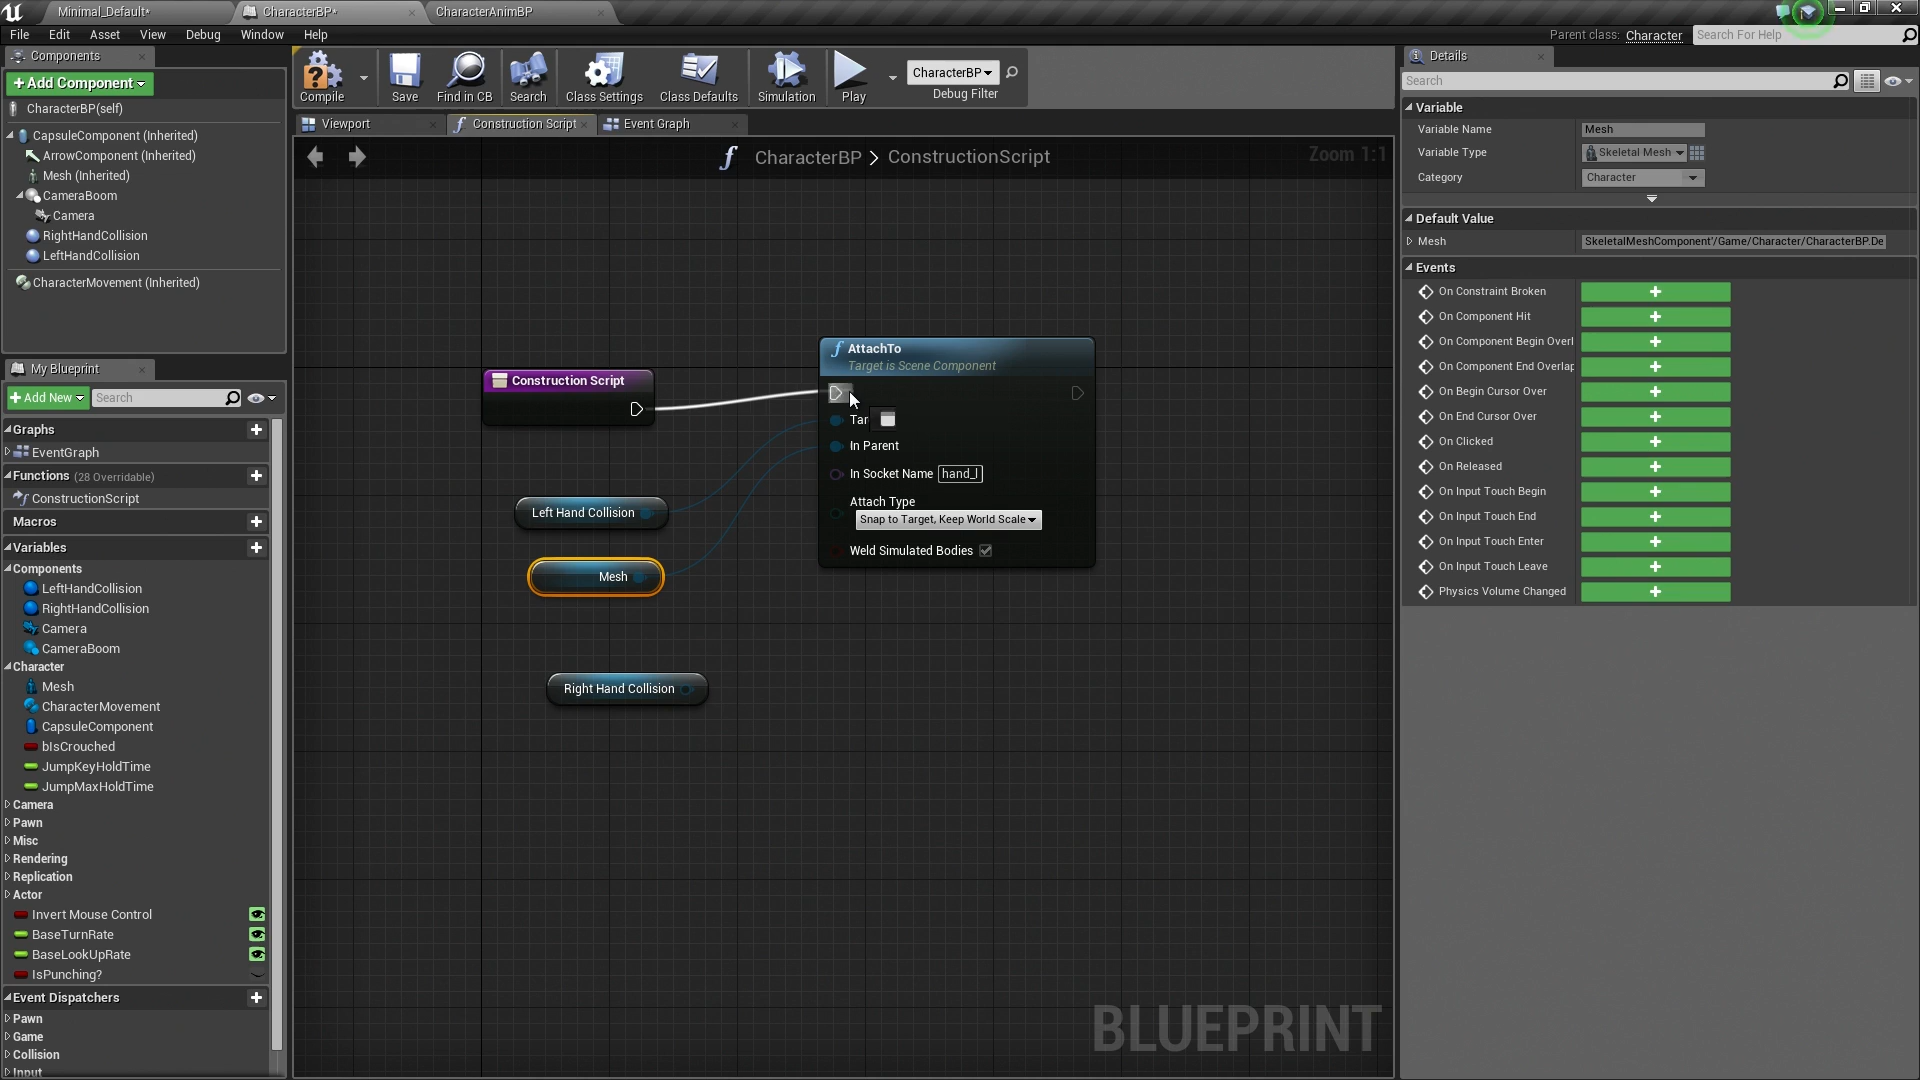 Minimal_Default*
CharacterBP*
CharacterAnimBP
File Edit Asset View Debug Window Help
Parent class: Character
Search For Help
Components
+Add Component
CharacterBP(self)
CapsuleComponent (Inherited)
ArrowComponent (Inherited)
Mesh (Inherited)
CameraBoom
Camera
RightHandCollision
LeftHandCollision
CharacterMovement (Inherited)
My Blueprint
+Add New
Search
Graphs
EventGraph
Functions (28 Overridable)
ConstructionScript
Macros
Variables
Components
LeftHandCollision
RightHandCollision
Camera
CameraBoom
Character
Mesh
CharacterMovement
CapsuleComponent
bIsCrouched
JumpKeyHoldTime
JumpMaxHoldTime
Camera
Pawn
Misc
Rendering
Replication
Actor
Invert Mouse Control
BaseTurnRate
BaseLookUpRate
IsPunching?
Event Dispatchers
Pawn
Game
Collision
Input
Compile
Save
Find in CB
Search
Class Settings
Class Defaults
Simulation
Play
CharacterBP
Debug Filter
Viewport
Construction Script
Event Graph
CharacterBP > ConstructionScript
Zoom 1:1
Construction Script
Left Hand Collision
Mesh
Right Hand Collision
AttachTo
Target is Scene Component
Tar
In Parent
In Socket Name hand_l
Attach Type
Snap to Target, Keep World Scale
Weld Simulated Bodies
BLUEPRINT
Details
Search
Variable
Variable Name Mesh
Variable Type Skeletal Mesh
Category Character
Default Value
Mesh SkeletalMeshComponent'/Game/Character/CharacterBP.De
Events
On Constraint Broken
On Component Hit
On Component Begin Overl
On Component End Overlap
On Begin Cursor Over
On End Cursor Over
On Clicked
On Released
On Input Touch Begin
On Input Touch End
On Input Touch Enter
On Input Touch Leave
Physics Volume Changed